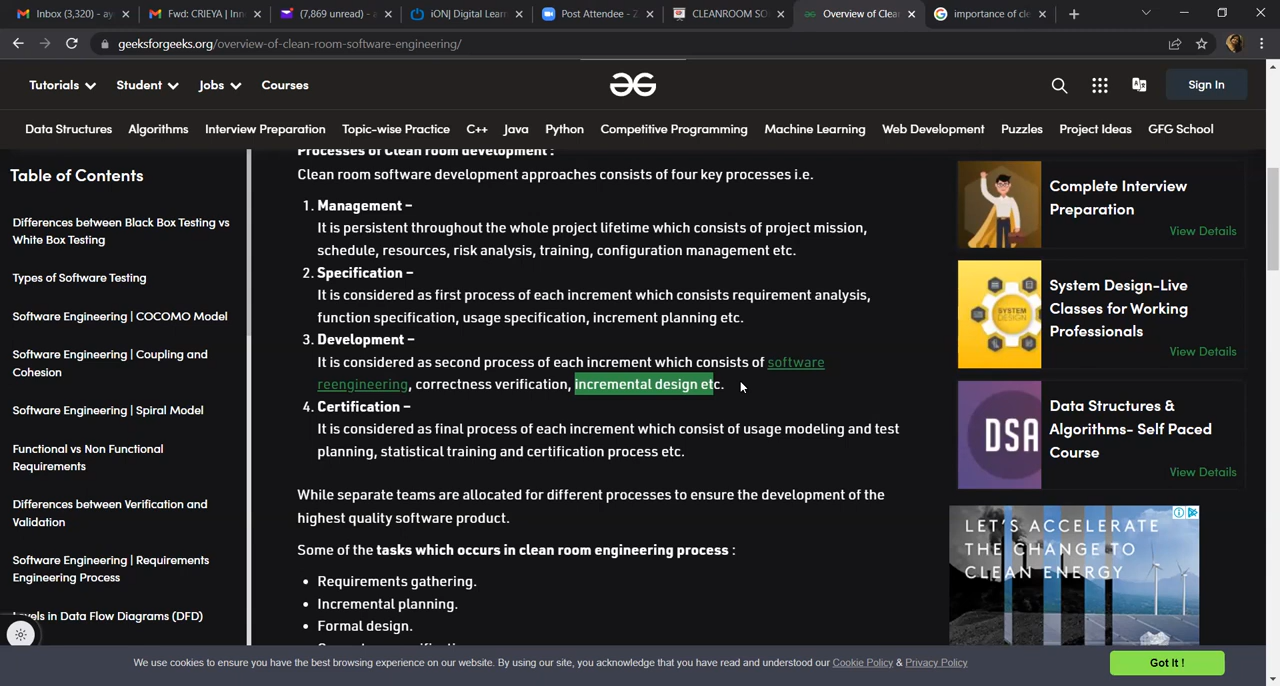 Inbox (3,320) - ay
Fwd: CRIEYA | Inn
(7,869 unread) - a
iON| Digital Learn
Post Attendee - Z
CLEANROOM SO
Overview of Clea
importance of cle
geeksforgeeks.org/overview-of-clean-room-software-engineering/
Tutorials Student Jobs Courses
Sign In
Data Structures Algorithms Interview Preparation Topic-wise Practice C++ Java Python Competitive Programming Machine Learning Web Development Puzzles Project Ideas GFG School
Table of Contents
Differences between Black Box Testing vs
White Box Testing
Types of Software Testing
Software Engineering | COCOMO Model
Software Engineering | Coupling and
Cohesion
Software Engineering | Spiral Model
Functional vs Non Functional
Requirements
Differences between Verification and
Validation
Software Engineering | Requirements
Engineering Process
Levels in Data Flow Diagrams (DFD)
Processes of Clean room development :
Clean room software development approaches consists of four key processes i.e.
1. Management –
It is persistent throughout the whole project lifetime which consists of project mission,
schedule, resources, risk analysis, training, configuration management etc.
2. Specification –
It is considered as first process of each increment which consists requirement analysis,
function specification, usage specification, increment planning etc.
3. Development –
It is considered as second process of each increment which consists of software
reengineering, correctness verification, incremental design etc.
4. Certification –
It is considered as final process of each increment which consist of usage modeling and test
planning, statistical training and certification process etc.
While separate teams are allocated for different processes to ensure the development of the
highest quality software product.
Some of the tasks which occurs in clean room engineering process :
• Requirements gathering.
• Incremental planning.
• Formal design.
Complete Interview
Preparation
View Details
SYSTEM
DESIGN
System Design-Live
Classes for Working
Professionals
View Details
DSA
Data Structures &
Algorithms- Self Paced
Course
View Details
LET'S ACCELERATE
THE CHANGE TO
CLEAN ENERGY
We use cookies to ensure you have the best browsing experience on our website. By using our site, you acknowledge that you have read and understood our Cookie Policy & Privacy Policy
Got It !